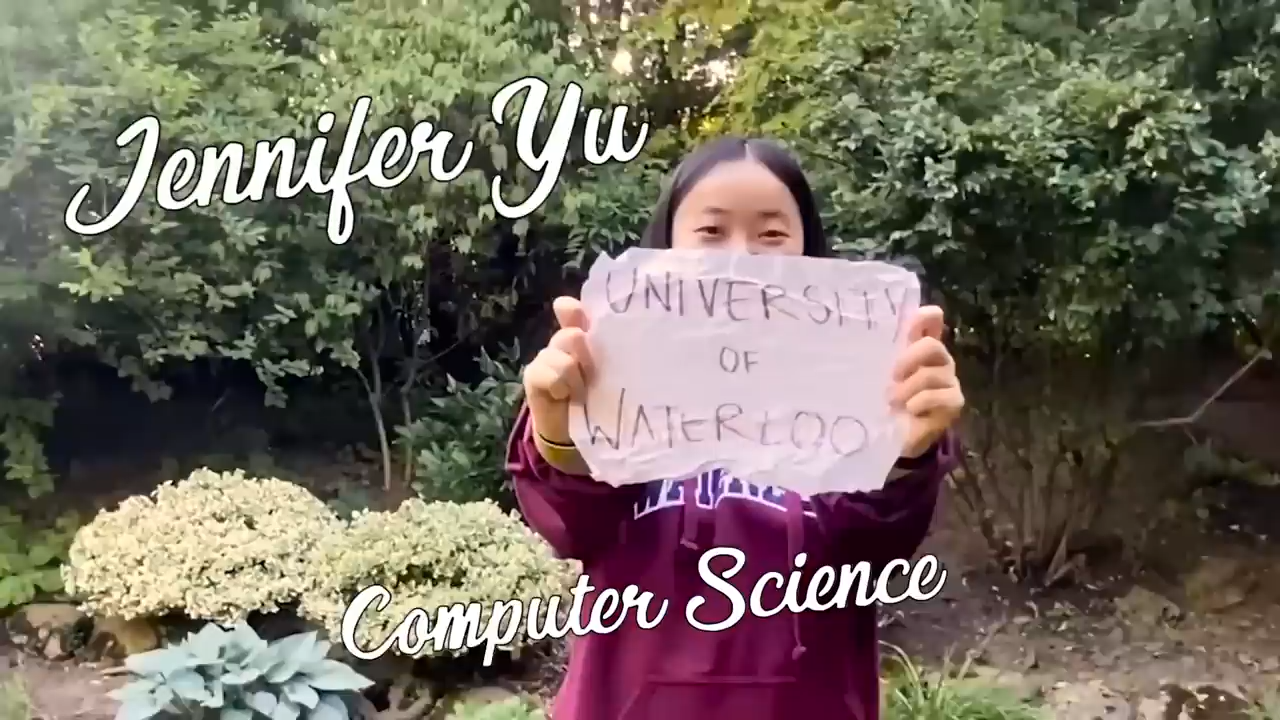 Jennifer Yu
UNIVERSITY
OF
WATERLOO
Computer Science